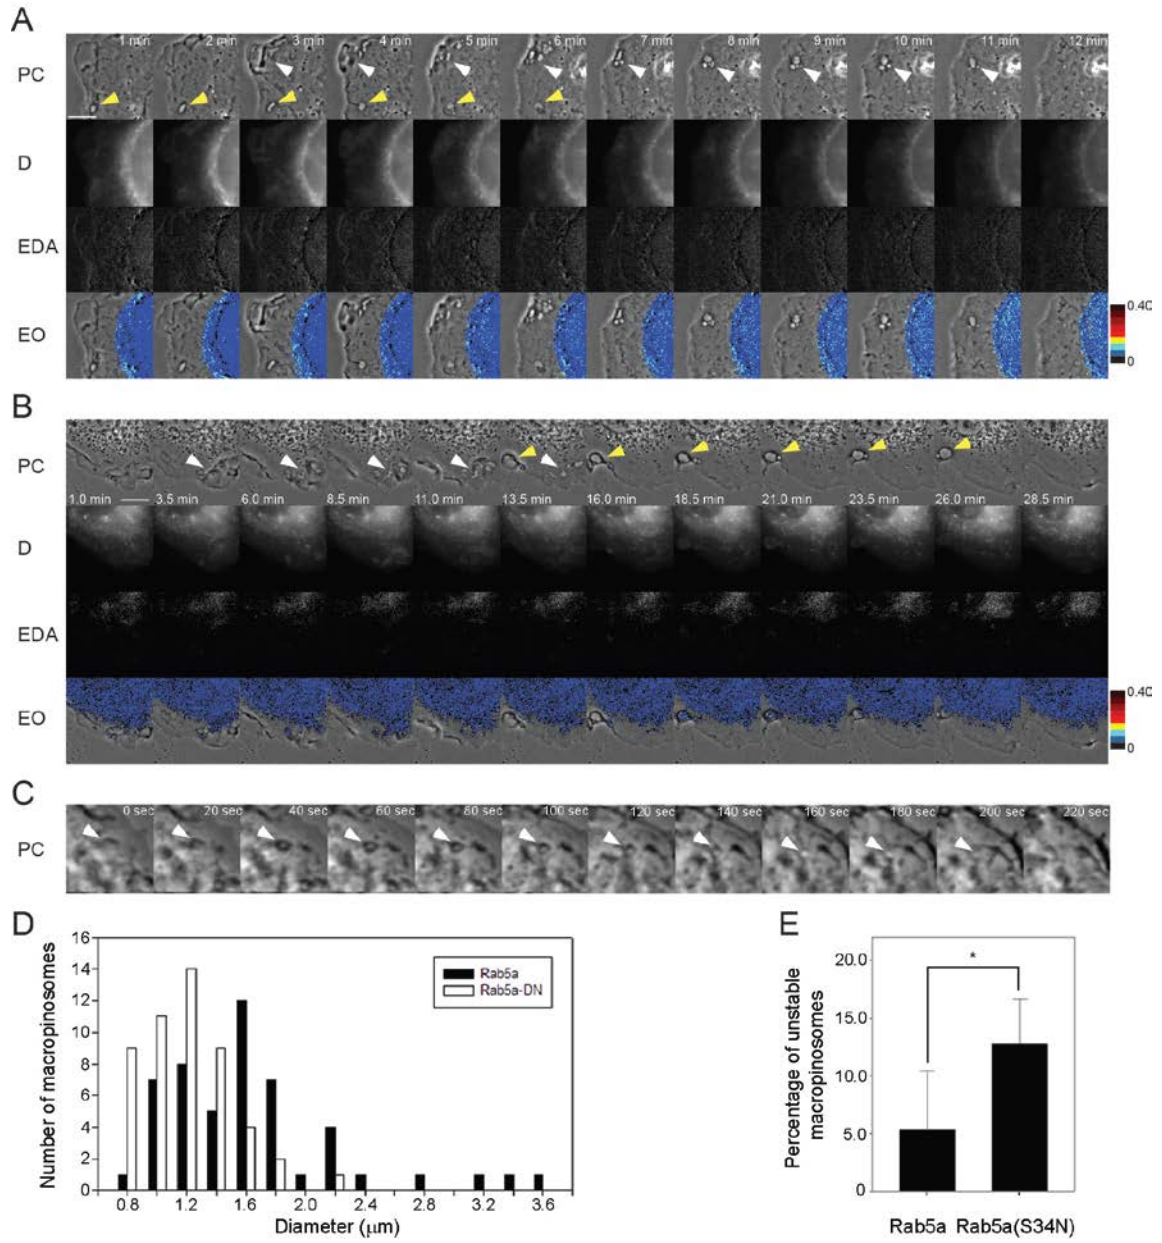 A
PC
1 min 2 min 3 min 4 min 5 min 6 min 7 min 8 min 9 min 10 min 11 min 12 min
D
EDA
EO
0.40
0
B
PC
1.0 min 3.5 min 6.0 min 8.5 min 11.0 min 13.5 min 16.0 min 18.5 min 21.0 min 23.5 min 26.0 min 28.5 min
D
EDA
EO
0.40
0
C
0 sec 20 sec 40 sec 60 sec 80 sec 100 sec 120 sec 140 sec 160 sec 180 sec 200 sec 220 sec
PC
D
Number of macropinosomes
16
14
12
10
8
6
4
2
0
Rab5a
Rab5a-DN
0.8 1.2 1.6 2.0 2.4 2.8 3.2 3.6
Diameter (μm)
E
Percentage of unstable
macropinosomes
20.0
15.0
10.0
5.0
0
*
Rab5a Rab5a(S34N)